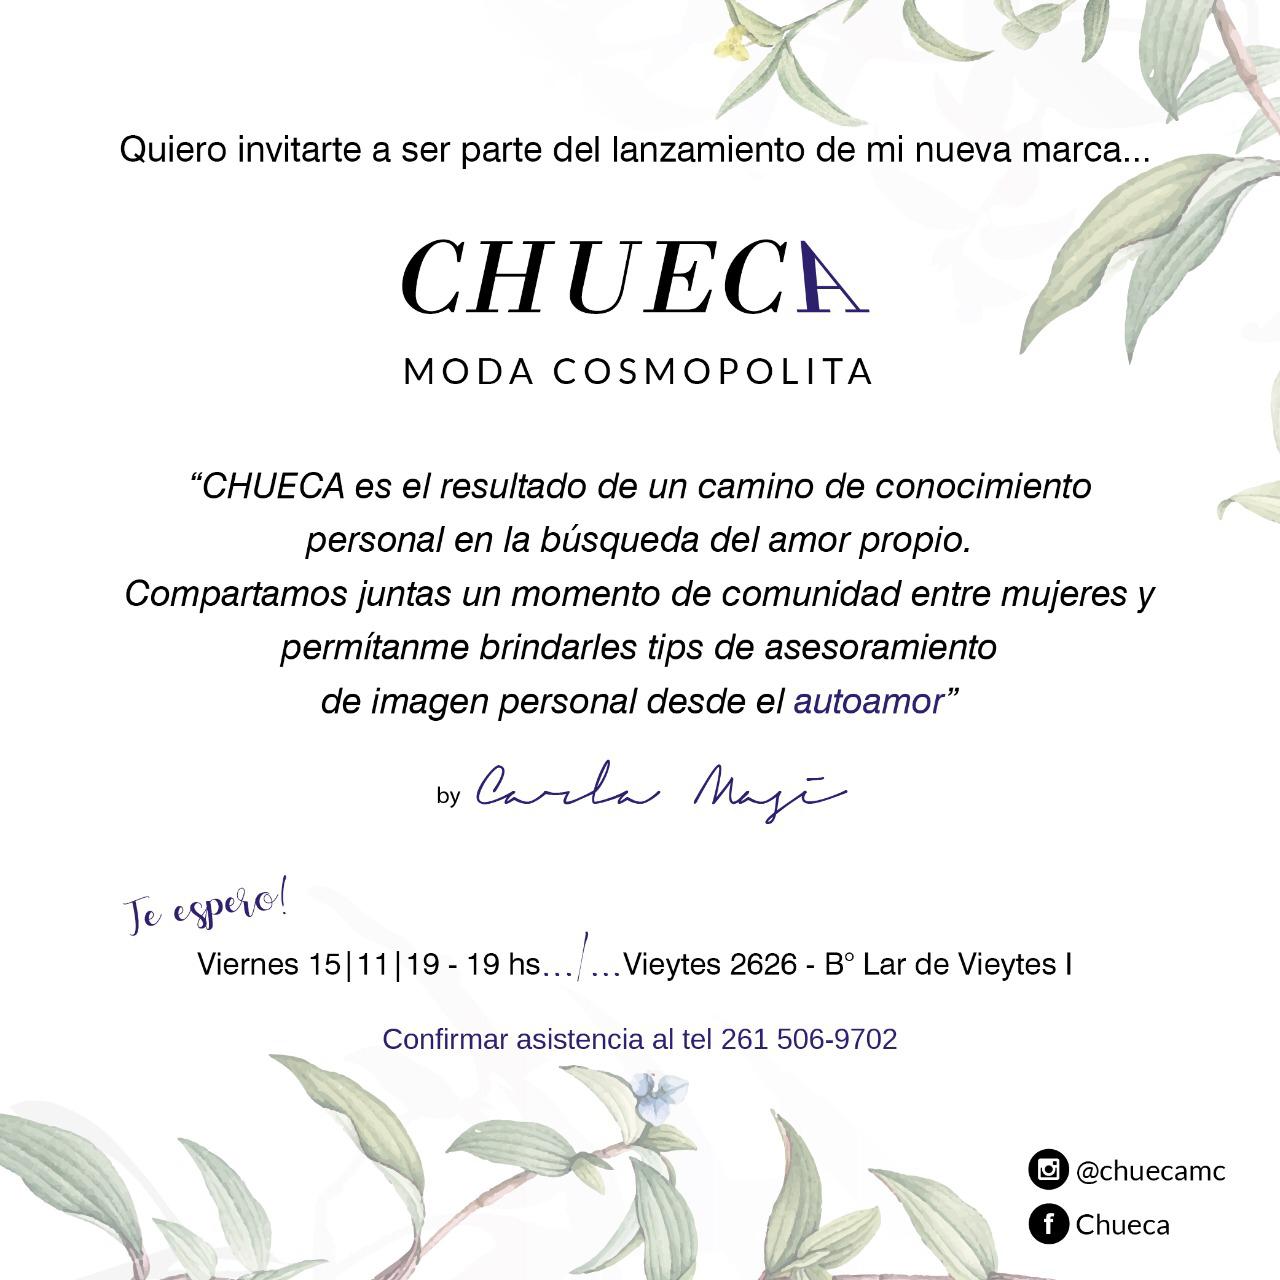 Quiero invitarte a ser parte del lanzamiento de mi nueva marca...
CHUECA
MODA COSMOPOLITA
“CHUECA es el resultado de un camino de conocimiento
personal en la búsqueda del amor propio.
Compartamos juntas un momento de comunidad entre mujeres y
permítanme brindarles tips de asesoramiento
de imagen personal desde el autoamor”
by Carla Masi
Te espero!
Viernes 15|11|19 - 19 hs.../...Vieytes 2626 - B° Lar de Vieytes I
Confirmar asistencia al tel 261 506-9702
@chuecamc
Chueca